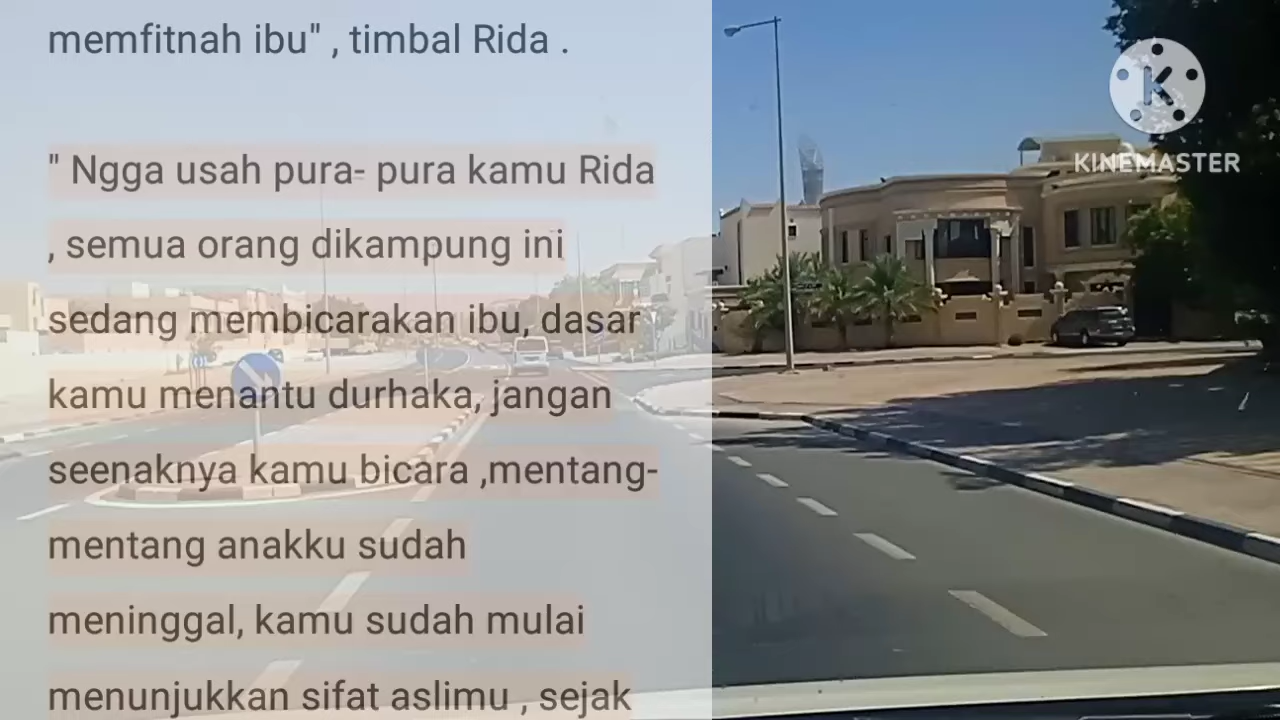 memfitnah ibu" , timbal Rida .
" Ngga usah pura- pura kamu Rida
, semua orang dikampung ini
sedang membicarakan ibu, dasar
kamu menantu durhaka, jangan
seenaknya kamu bicara ,mentang-
mentang anakku sudah
meninggal, kamu sudah mulai
menunjukkan sifat aslimu , sejak
KINEMASTER